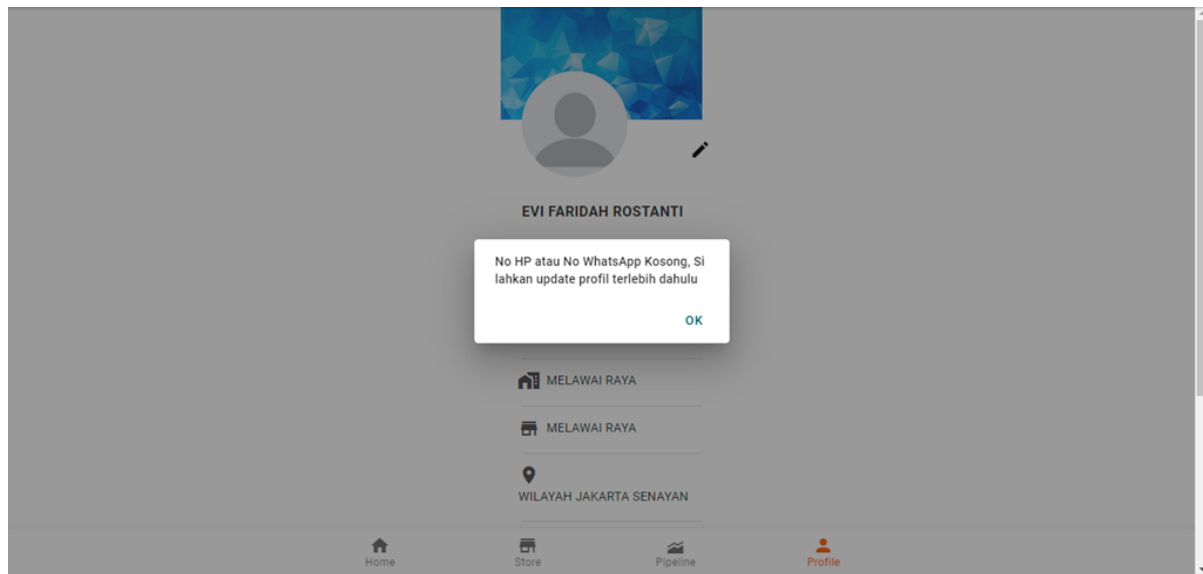 EVI FARIDAH ROSTANTI
No HP atau No WhatsApp Kosong, Si
lahkan update profil terlebih dahulu
OK
MELAWAI RAYA
MELAWAI RAYA
WILAYAH JAKARTA SENAYAN
Home Store Pipeline Profile